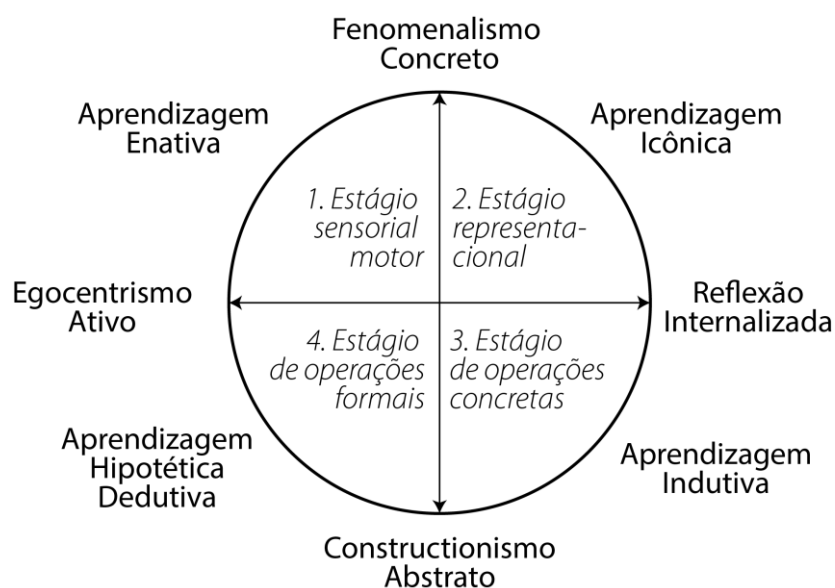 Fenomenalismo
Concreto
Aprendizagem
Enativa
Aprendizagem
Icônica
1. Estágio
sensorial
motor
2. Estágio
representa-
cional
Egocentrismo
Ativo
Reflexão
Internalizada
4. Estágio
de operações
formais
3. Estágio
de operações
concretas
Aprendizagem
Hipotética
Dedutiva
Aprendizagem
Indutiva
Constructionismo
Abstrato